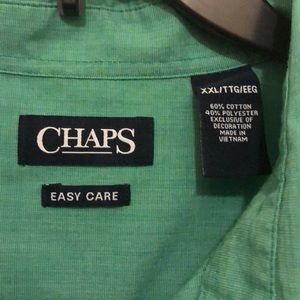 CHAPS
EASY CARE
XXL/TTG/EEG
60% COTTON
40% POLYESTER
EXCLUSIVE OF
DECORATION
MADE IN
VIETNAM